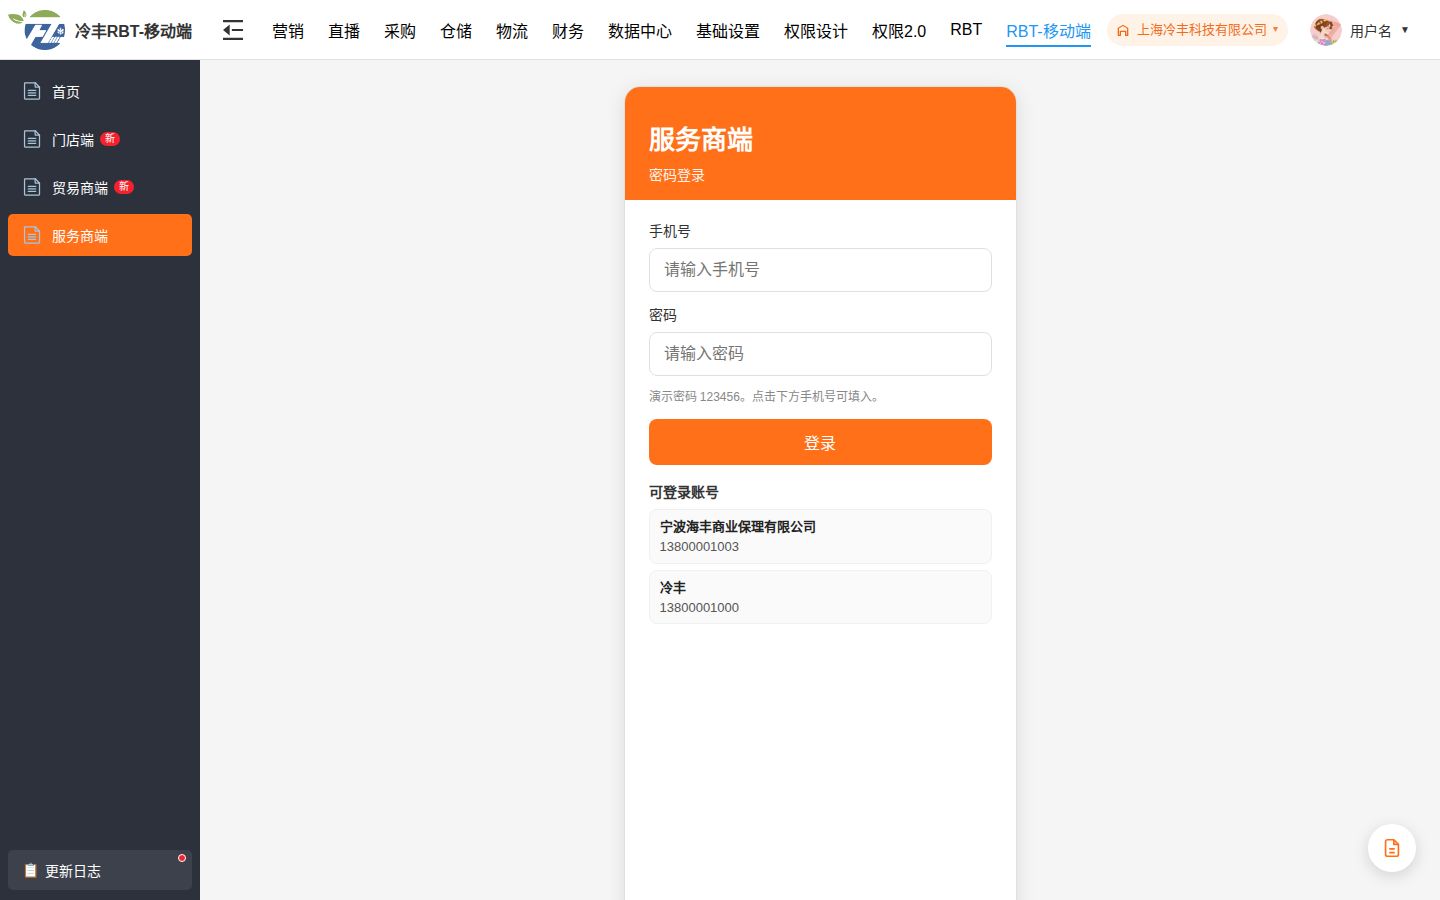 冷丰RBT-移动端
营销 直播 采购 仓储 物流 财务 数据中心 基础设置 权限设计 权限2.0 RBT RBT-移动端
上海冷丰科技有限公司 ▼
用户名 ▼
首页
门店端 新
贸易商端 新
服务商端
更新日志
服务商端
密码登录
手机号
请输入手机号
密码
请输入密码
演示密码 123456。点击下方手机号可填入。
登录
可登录账号
宁波海丰商业保理有限公司
13800001003
冷丰
13800001000